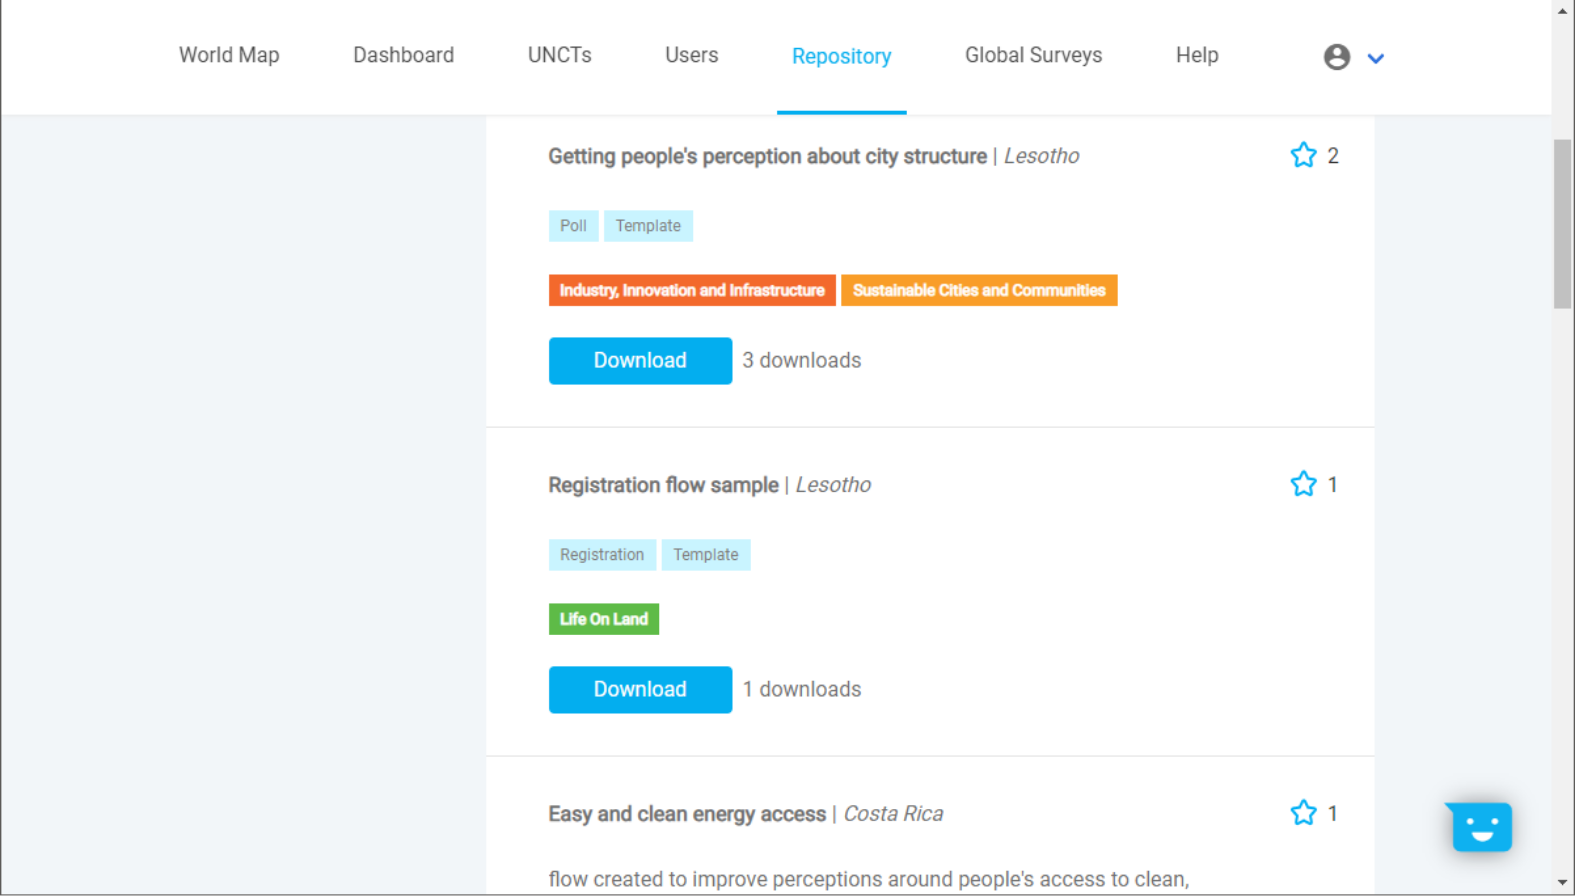 World Map Dashboard UNCTs Users Repository Global Surveys Help
Getting people's perception about city structure | Lesotho 2
Poll Template
Industry, Innovation and Infrastructure Sustainable Cities and Communities
Download 3 downloads
Registration flow sample | Lesotho 1
Registration Template
Life On Land
Download 1 downloads
Easy and clean energy access | Costa Rica 1
flow created to improve perceptions around people's access to clean,